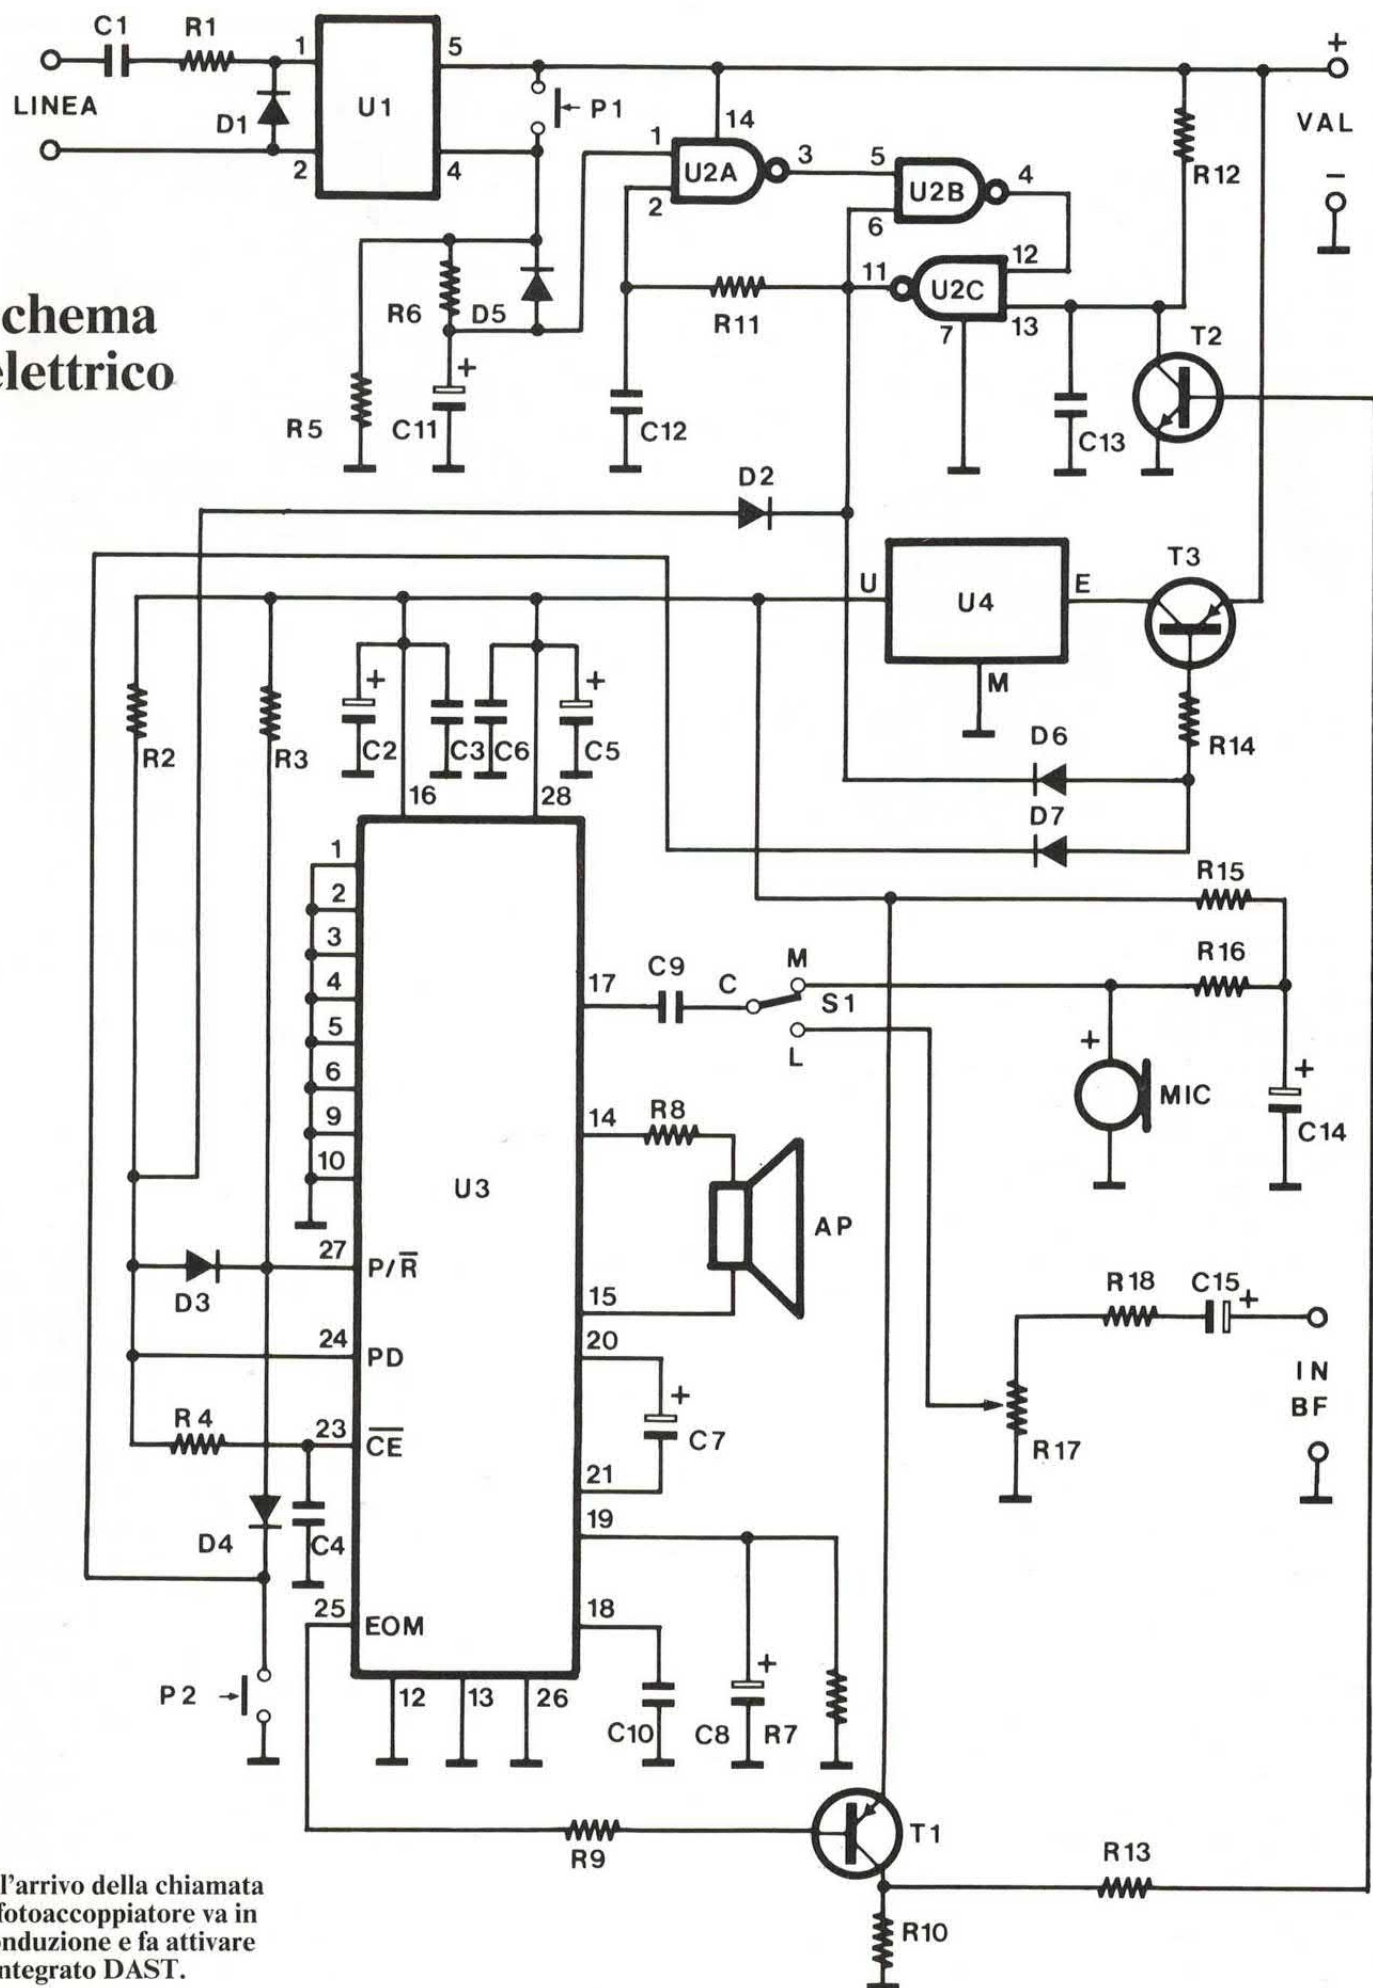 C1 R1
1 5
LINEA
D1
U1
2 4
P1
+
VAL
−
14
1
U2A 3
2
5
U2B 4
6
R12
11 U2C 12
13
7
R11
R6 D5
chema
elettrico
+
R5 C11 C12 C13
T2
D2
U U4 E
M
T3
R14
D6
D7
R2 R3
+ C2 C3 C6 + C5
16 28
1
2
3
4
5
6
9
10
U3
17 C9 C M
S1
L
R15
R16
+ MIC
+
C14
14 R8
AP
15
27 P/R̅
D3
24 PD
R4 23 C̅E̅
D4 C4
20
+
C7
21
19
18
R18 C15 +
IN
BF
R17
25 EOM
P2
12 13 26
C10 C8 + R7
R9
T1
R13
R10
l'arrivo della chiamata
fotoaccoppiatore va in
nduzione e fa attivare
ntegrato DAST.